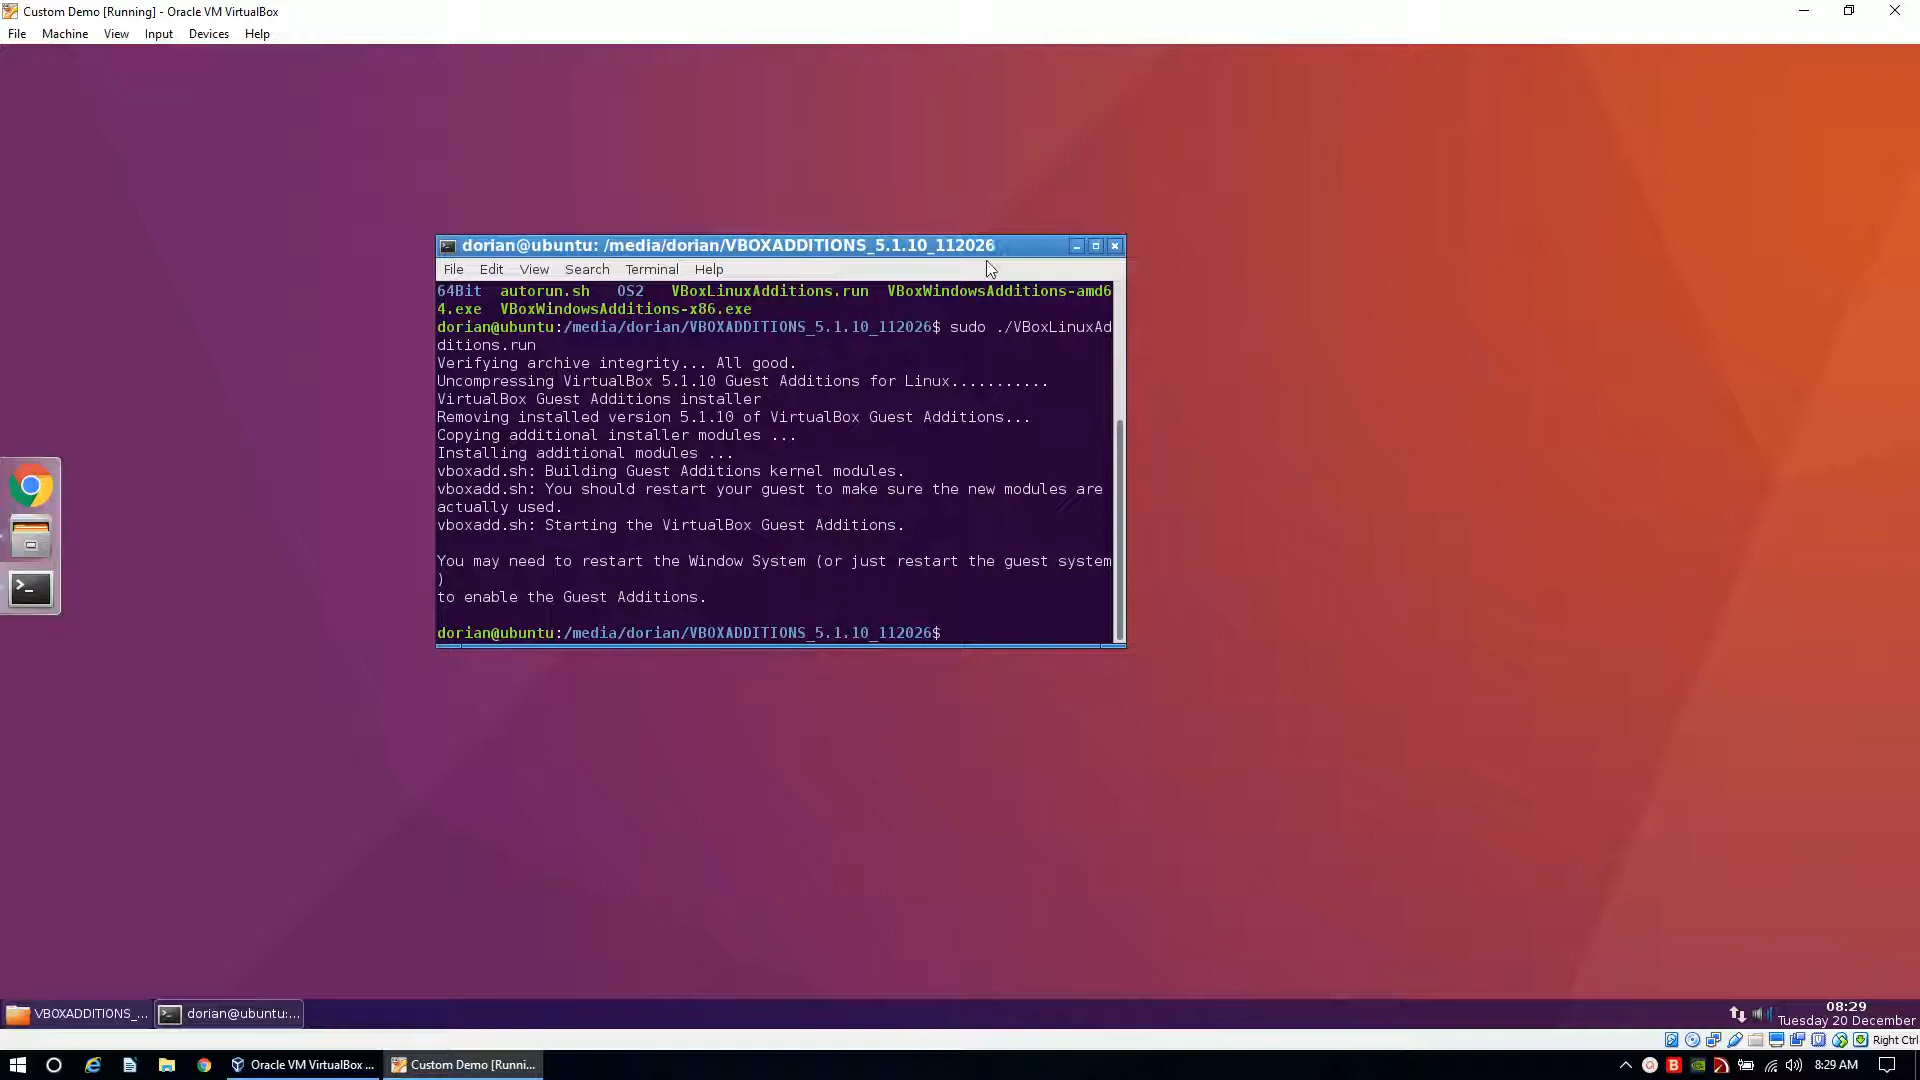 Custom Demo [Running] - Oracle VM VirtualBox
File Machine View Input Devices Help
dorian@ubuntu: /media/dorian/VBOXADDITIONS_5.1.10_112026
File Edit View Search Terminal Help
64Bit autorun.sh OS2 VBoxLinuxAdditions.run VBoxWindowsAdditions-amd6
4.exe VBoxWindowsAdditions-x86.exe
dorian@ubuntu:/media/dorian/VBOXADDITIONS_5.1.10_112026$ sudo ./VBoxLinuxAd
ditions.run
Verifying archive integrity... All good.
Uncompressing VirtualBox 5.1.10 Guest Additions for Linux...........
VirtualBox Guest Additions installer
Removing installed version 5.1.10 of VirtualBox Guest Additions...
Copying additional installer modules ...
Installing additional modules ...
vboxadd.sh: Building Guest Additions kernel modules.
vboxadd.sh: You should restart your guest to make sure the new modules are
actually used.
vboxadd.sh: Starting the VirtualBox Guest Additions.
You may need to restart the Window System (or just restart the guest system
)
to enable the Guest Additions.
dorian@ubuntu:/media/dorian/VBOXADDITIONS_5.1.10_112026$
VBOXADDITIONS_... dorian@ubuntu:...
08:29
Tuesday 20 December
Right Ctrl
Oracle VM VirtualBox ... Custom Demo [Runni... 8:29 AM